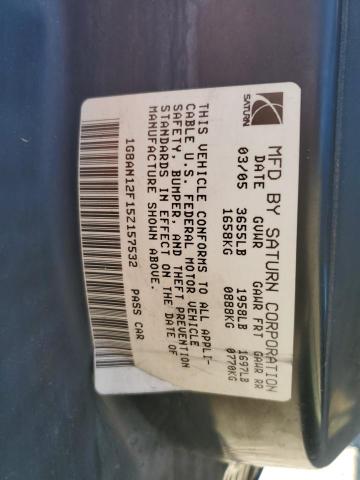 SATURN
MFD BY SATURN CORPORATION
DATE GVWR GAWR FRT GAWR RR
03/05 3655LB 1958LB 1697LB
1658KG 0888KG 0770KG
THIS VEHICLE CONFORMS TO ALL APPLI-
CABLE U.S. FEDERAL MOTOR VEHICLE
SAFETY, BUMPER, AND THEFT PREVENTION
STANDARDS IN EFFECT ON THE DATE OF
MANUFACTURE SHOWN ABOVE.
1G8AN12F15Z157532 PASS CAR